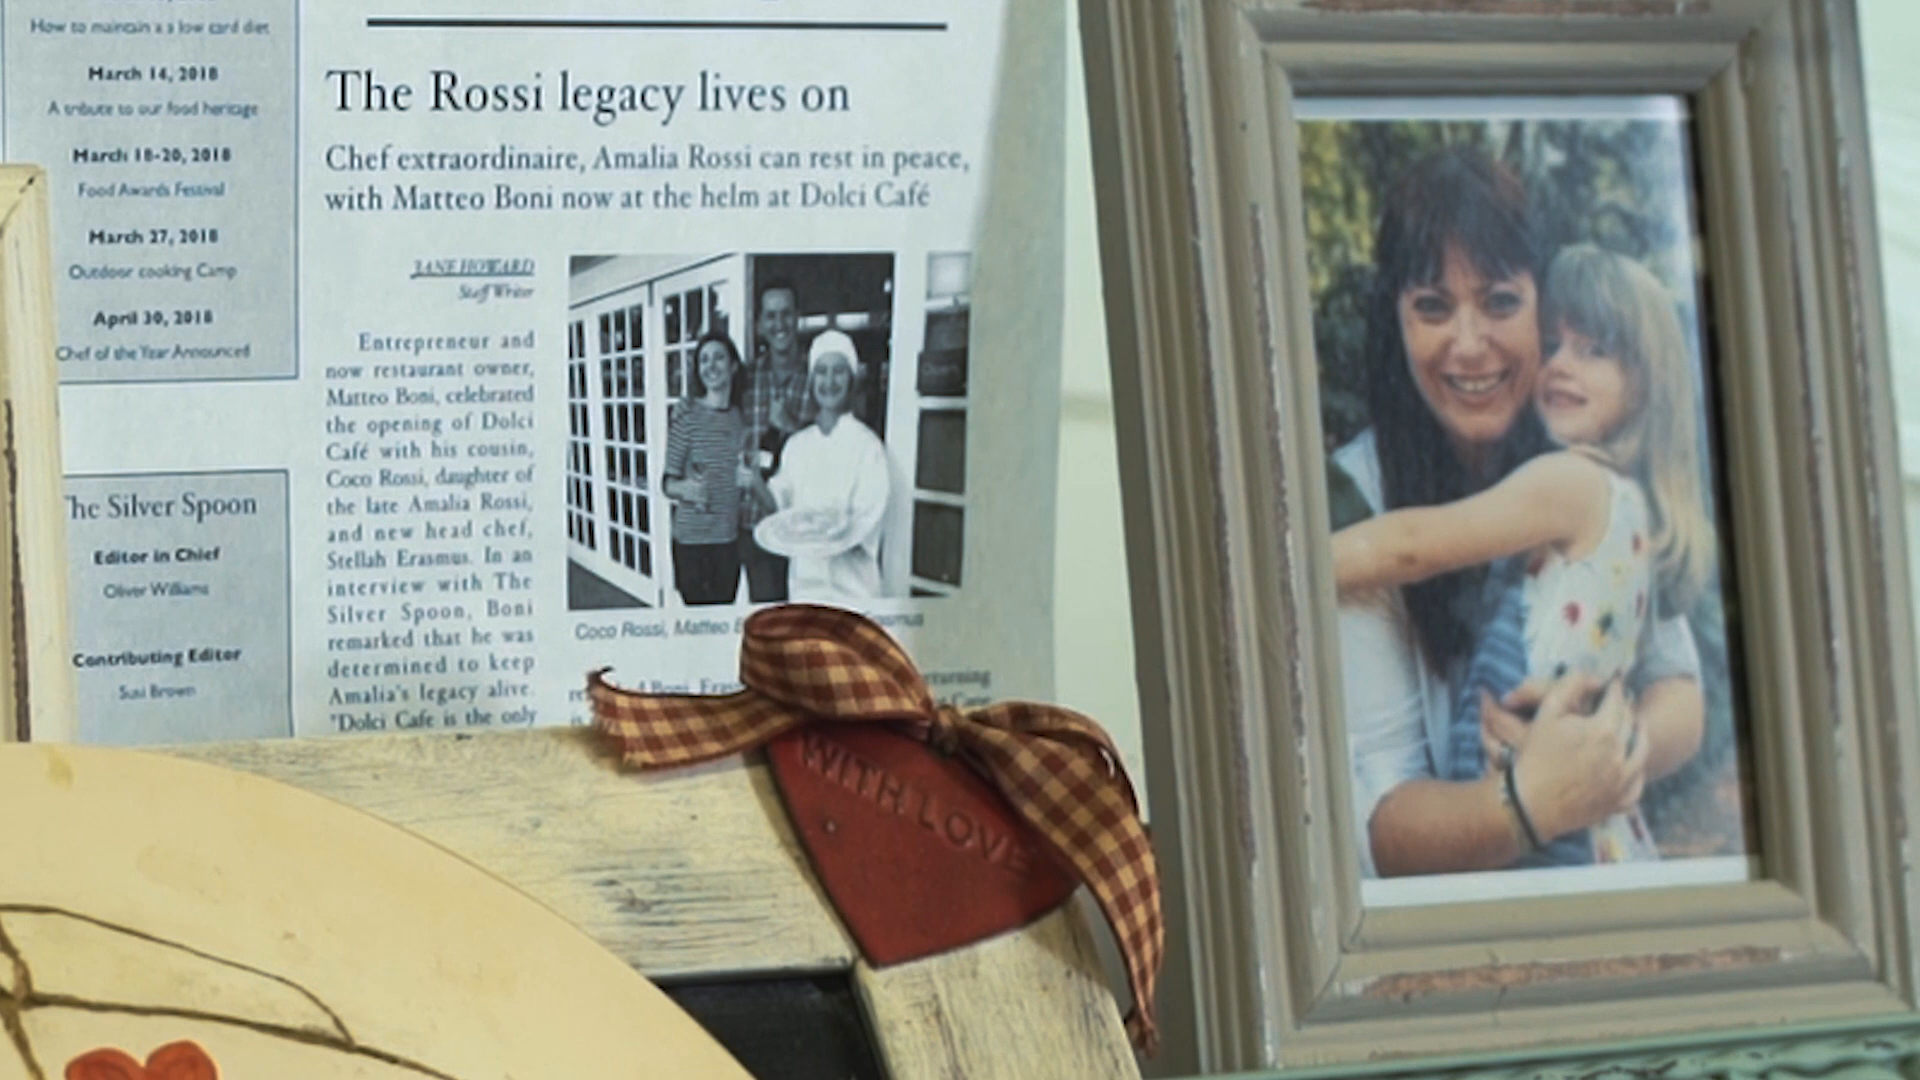 How to maintain a a low card diet
March 14, 2018
A tribute to our food heritage
March 18-20, 2018
Food Awards Festival
March 27, 2018
Outdoor cooking Camp
April 30, 2018
Chef of the Year Announced
The Silver Spoon
Editor in Chief
Oliver Williams
Contributing Editor
Susi Brown
The Rossi legacy lives on
Chef extraordinaire, Amalia Rossi can rest in peace,
with Matteo Boni now at the helm at Dolci Café
JANE HOWARD
Staff Writer
Entrepreneur and
now restaurant owner,
Matteo Boni, celebrated
the opening of Dolci
Café with his cousin,
Coco Rossi, daughter of
the late Amalia Rossi,
and new head chef,
Stellah Erasmus. In an
interview with The
Silver Spoon, Boni
remarked that he was
determined to keep
Amalia's legacy alive.
"Dolci Cafe is the only
Coco Rossi, Matteo
Boni
WITH LOVE